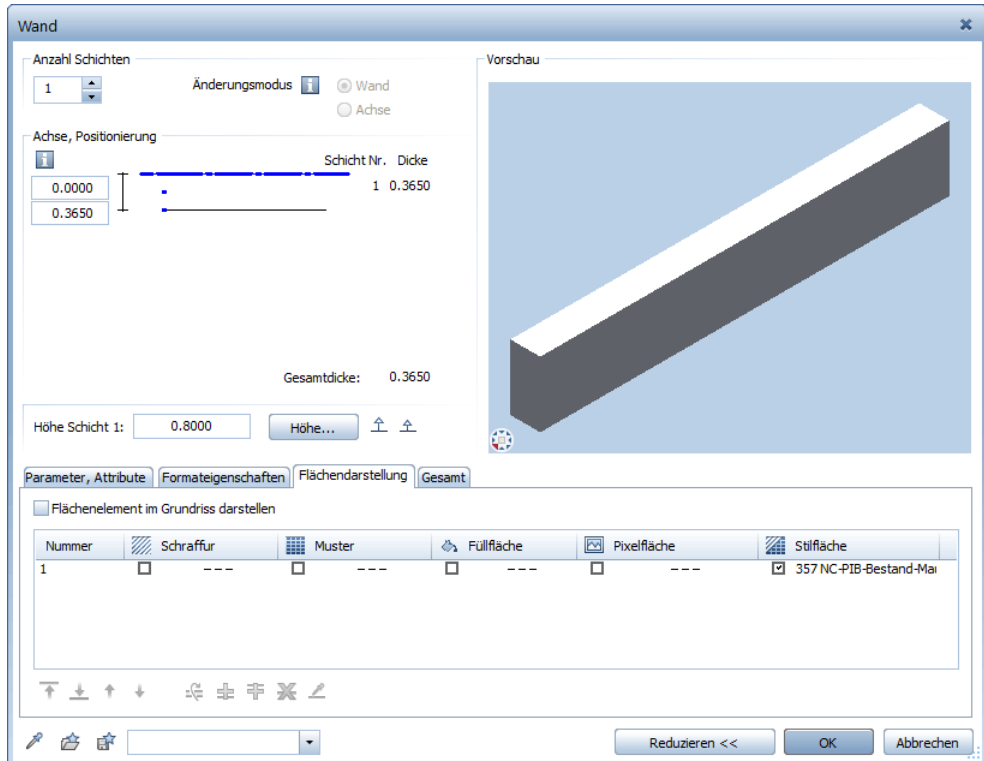 Wand
Anzahl Schichten
1
Änderungsmodus
Wand
Achse
Achse, Positionierung
Schicht Nr. Dicke
0.0000
1 0.3650
0.3650
Gesamtdicke: 0.3650
Höhe Schicht 1: 0.8000 Höhe...
Vorschau
Parameter, Attribute Formateigenschaften Flächendarstellung Gesamt
Flächenelement im Grundriss darstellen
Nummer Schraffur Muster Füllfläche Pixelfläche Stilfläche
1 --- --- --- --- 357 NC-PIB-Bestand-Mau
Reduzieren << OK Abbrechen